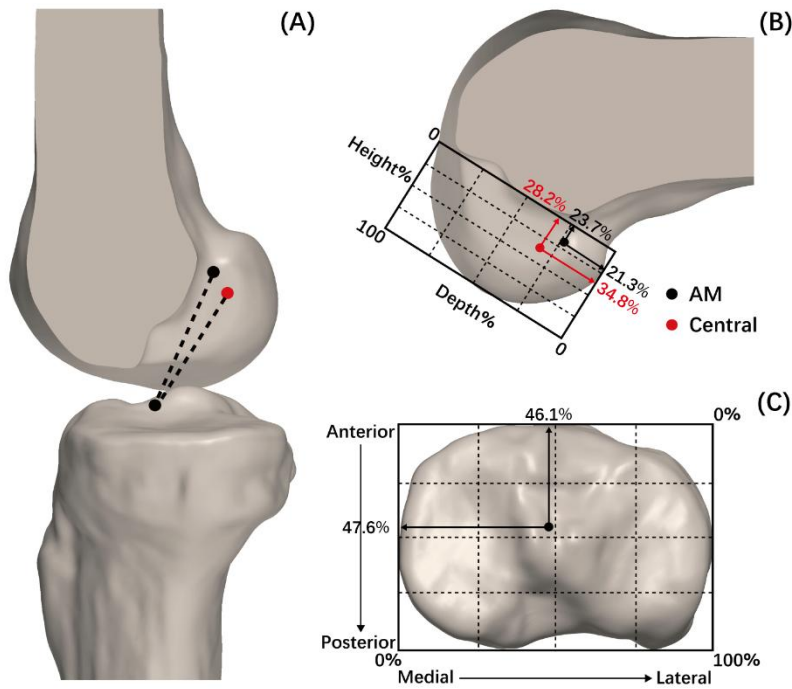 (A)
(B)
0
Height%
100
28.2%
23.7%
21.3%
34.8%
Depth%
0
AM
Central
(C)
46.1%
0%
Anterior
47.6%
Posterior
0%
100%
Medial
Lateral